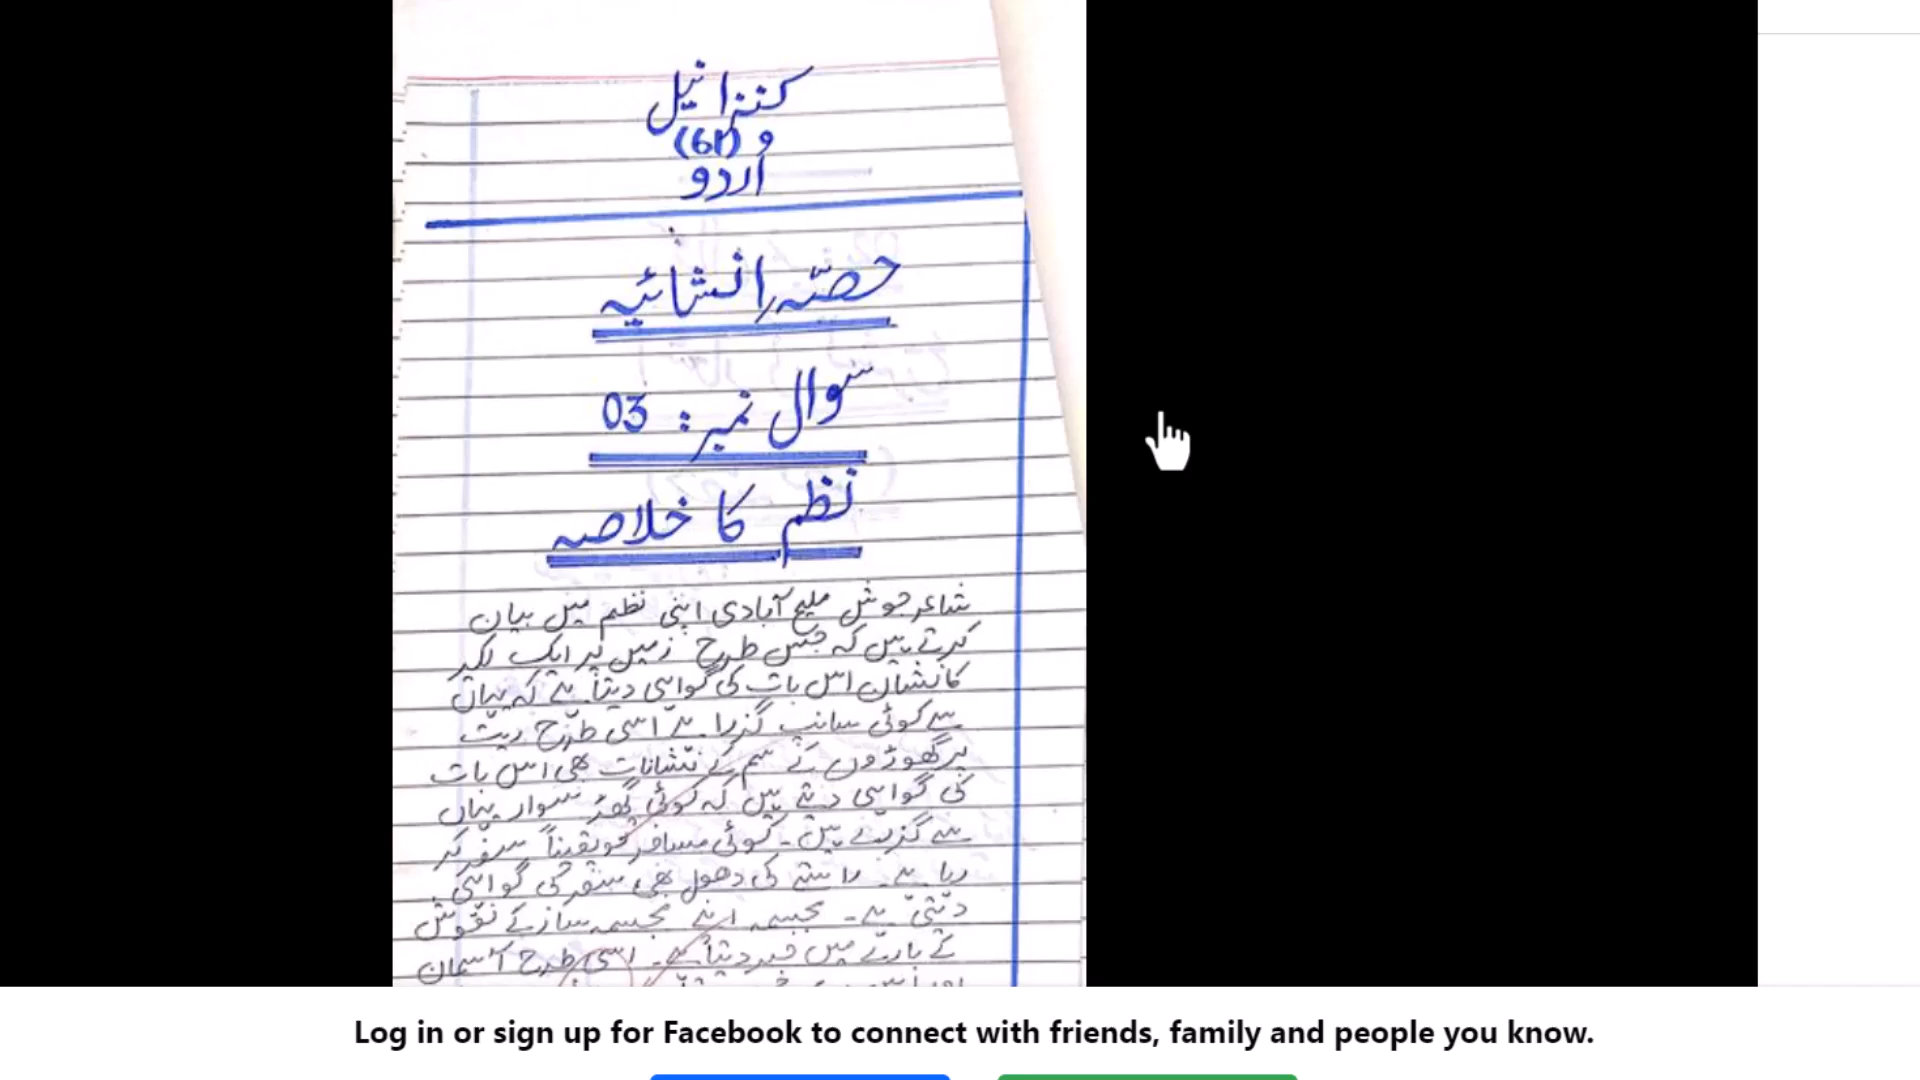 کنزا نیل
و (61)
اُردو
حصّہ اِنشائیہ
سوال نمبر: 03
نظم کا خلاصہ
شاعر جوش ملیح آبادی اپنی نظم میں بیان
کرتے ہیں کہ جس طرح زمین پر ایک لکیر
کا نشان اس بات کی گواہی دیتا ہے کہ یہاں
سے کوئی سانپ گزرا ہے اسی طرح ریت
پر گھوڑوں کے سم کے نشانات بھی اس بات
کی گواہی دیتے ہیں کہ کوئی گھڑ سوار یہاں
سے گزرے ہیں۔ کوئی مسافر جو یقیناً سفر کر
رہا ہے۔ راستے کی دھول بھی سفر کی گواہی
دیتی ہے۔ مجسمہ اپنے مجسمہ ساز کے نقوش
کے بارے میں خبر دیتا ہے۔ اسی طرح آسمان
Log in or sign up for Facebook to connect with friends, family and people you know.